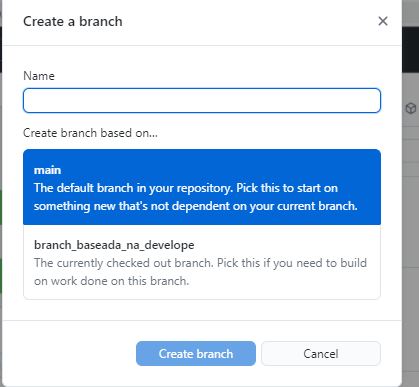 Create a branch
Name
Create branch based on...
main
The default branch in your repository. Pick this to start on
something new that's not dependent on your current branch.
branch_baseada_na_develope
The currently checked out branch. Pick this if you need to build
on work done on this branch.
Create branch
Cancel